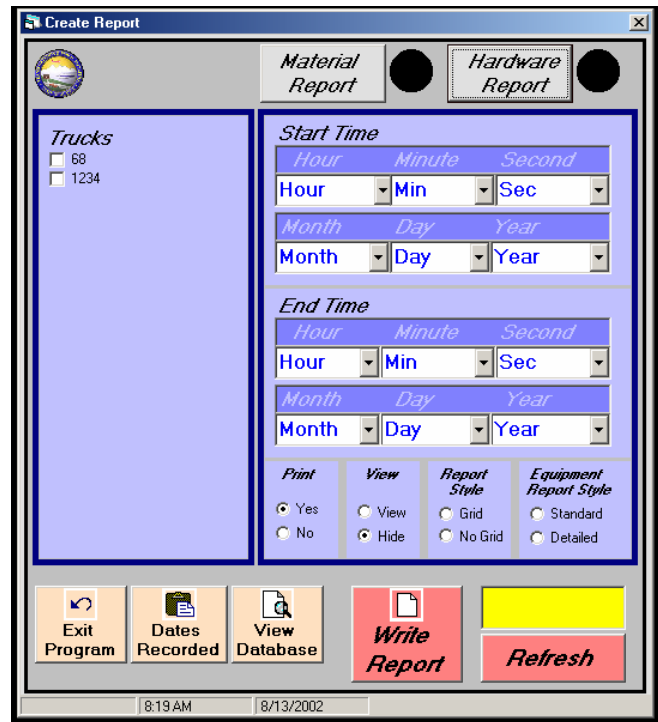 Create Report
Material
Report
Hardware
Report
Trucks
68
1234
Start Time
Hour Minute Second
Hour Min Sec
Month Day Year
Month Day Year
End Time
Hour Minute Second
Hour Min Sec
Month Day Year
Month Day Year
Print
Yes
No
View
View
Hide
Report
Style
Grid
No Grid
Equipment
Report Style
Standard
Detailed
Exit
Program
Dates
Recorded
View
Database
Write
Report
Refresh
8:19 AM 8/13/2002